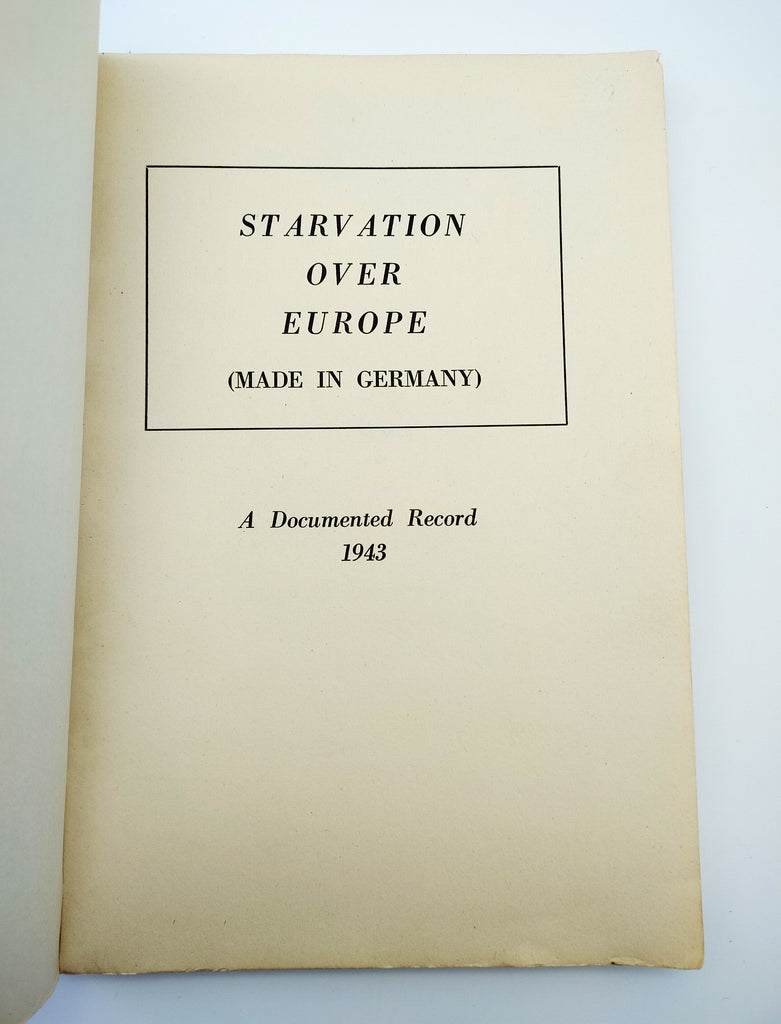 STARVATION
OVER
EUROPE
(MADE IN GERMANY)
A Documented Record
1943